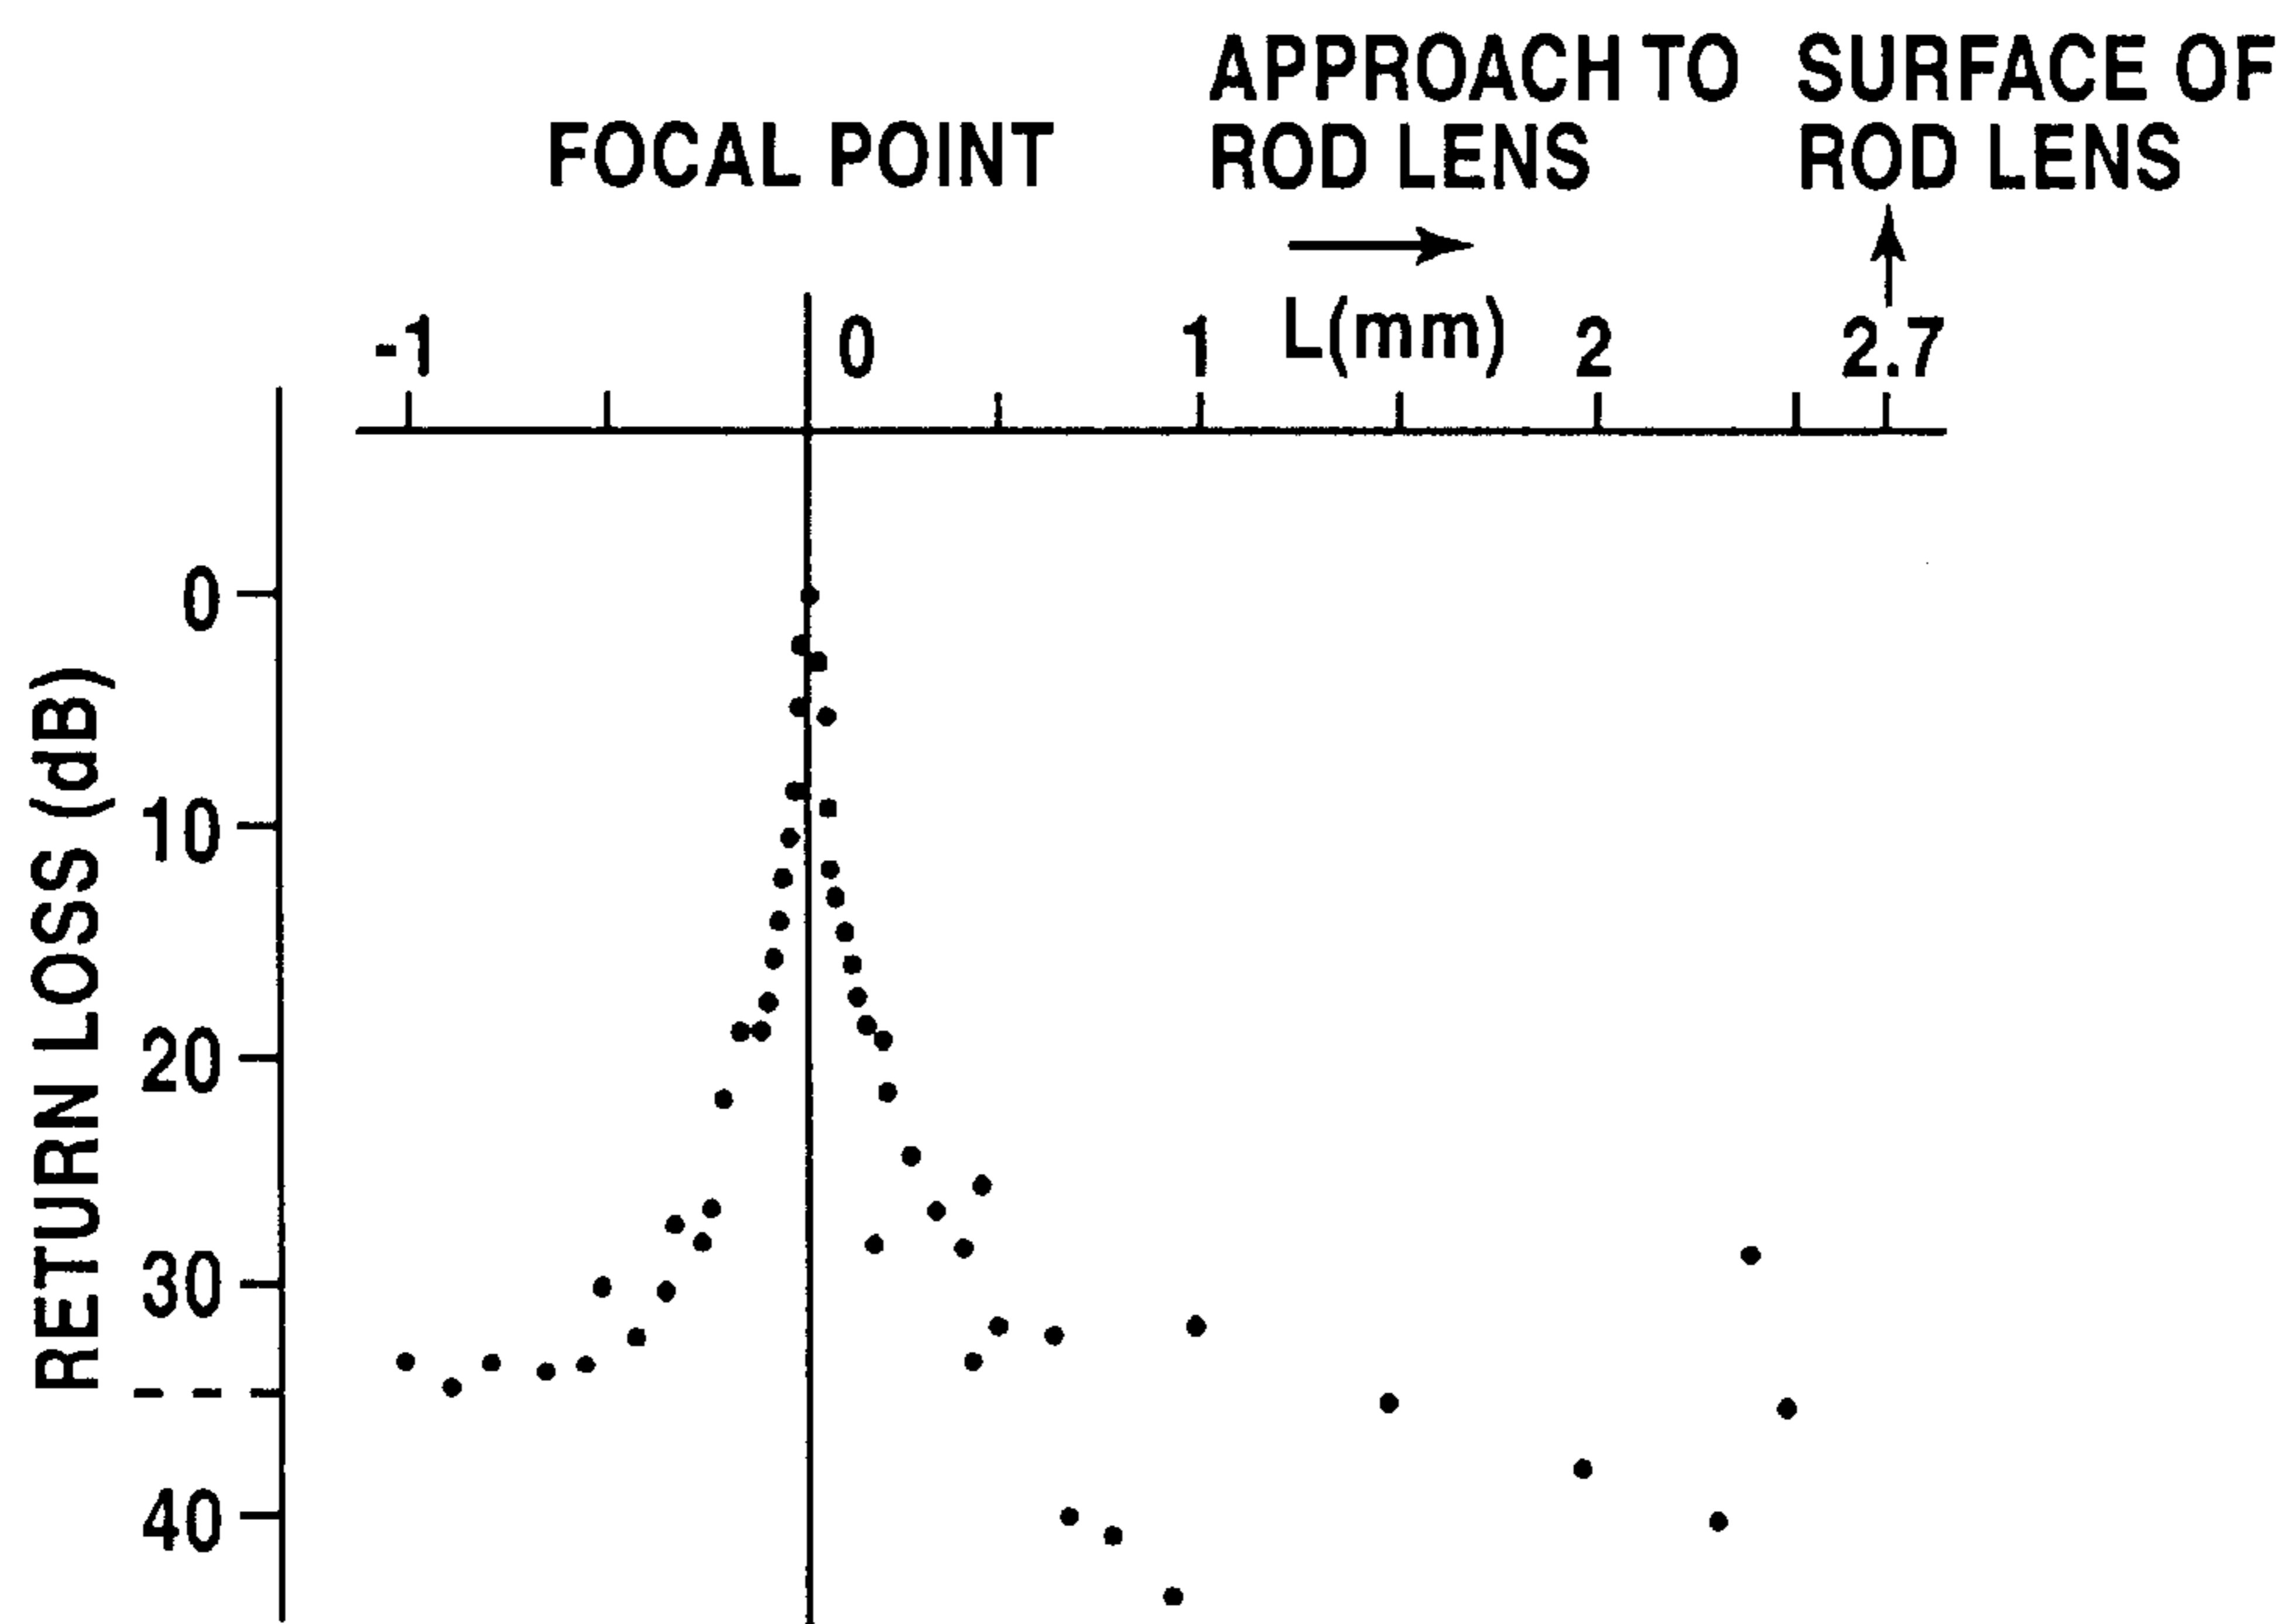 FOCAL POINT
APPROACH TO
ROD LENS
SURFACE OF
ROD LENS
L(mm)
-1 0 1 2 2.7
RETURN LOSS (dB)
0
10
20
30
40